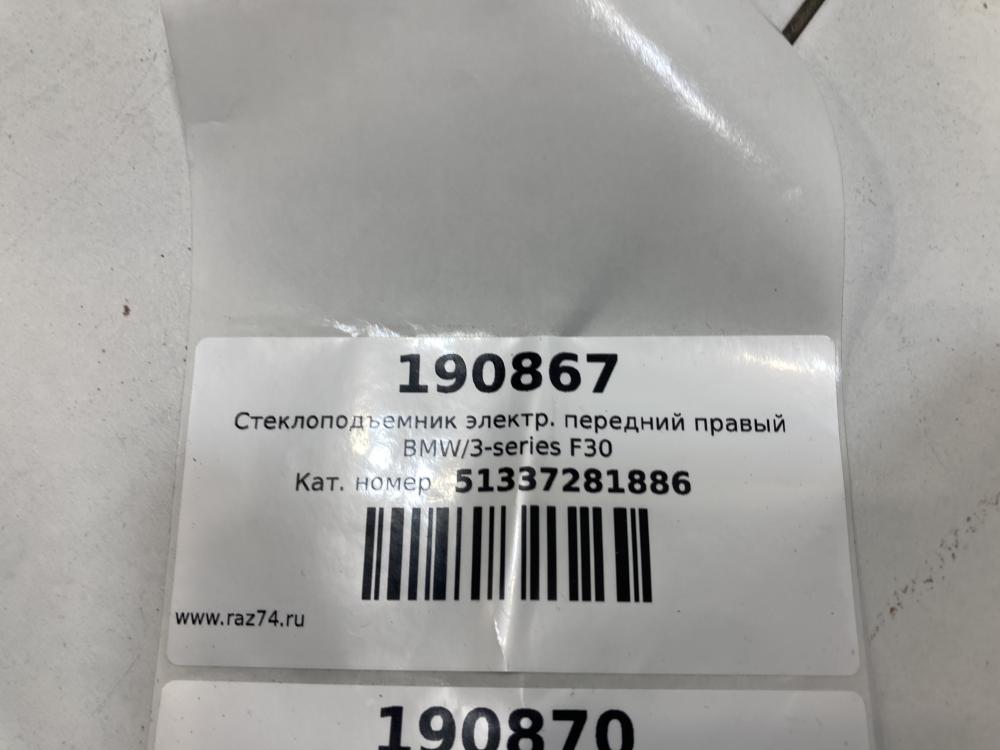 190867
Стеклоподъемник электр. передний правый
BMW/3-series F30
Кат. номер 51337281886
www.raz74.ru
190870